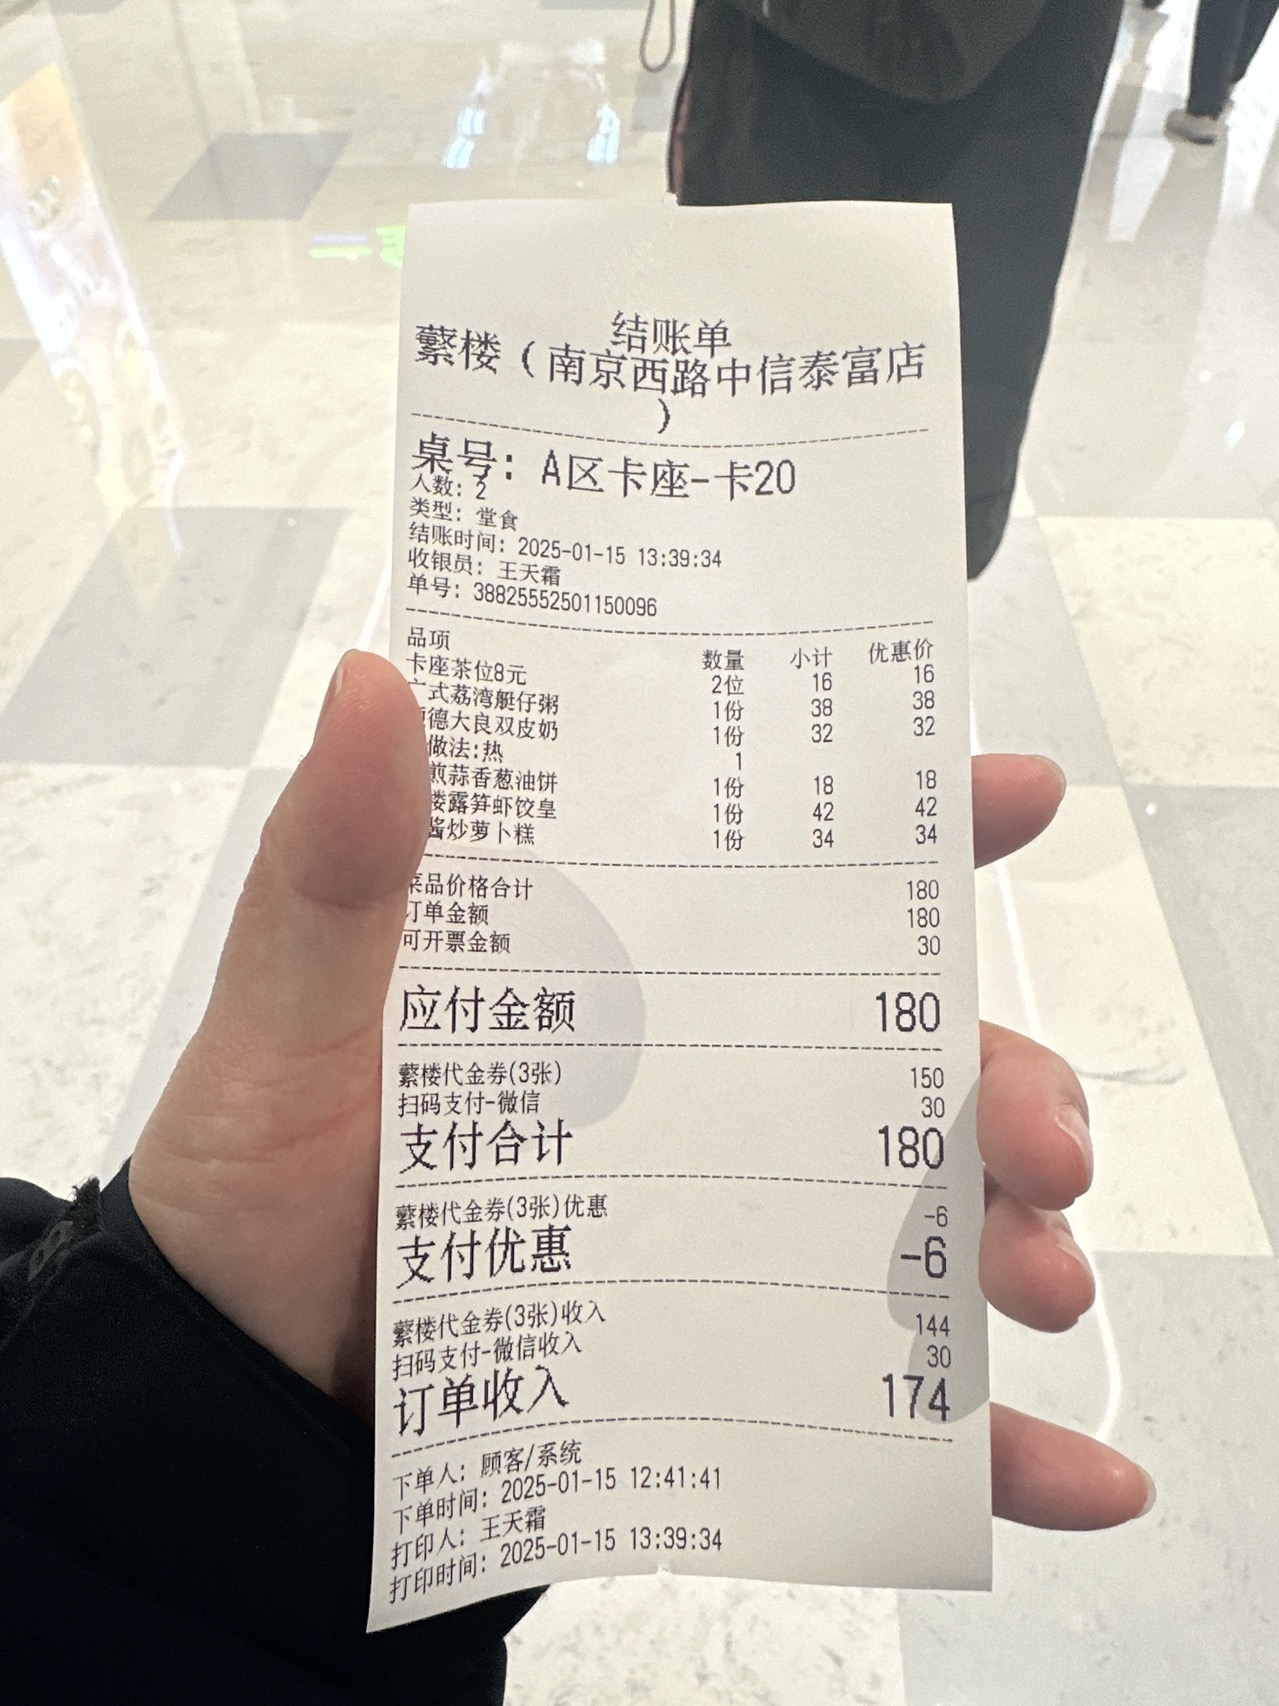 结账单
蘩楼（南京西路中信泰富店
）
桌号：A区卡座-卡20
人数：2
类型：堂食
结账时间：2025-01-15 13:39:34
收银员：王天霜
单号：38825552501150096
品项 数量 小计 优惠价
卡座茶位8元 2位 16 16
式荔湾艇仔粥 1份 38 38
德大良双皮奶 1份 32 32
做法:热 1
煎蒜香葱油饼 1份 18 18
楼露笋虾饺皇 1份 42 42
酱炒萝卜糕 1份 34 34
菜品价格合计 180
订单金额 180
可开票金额 30
应付金额 180
蘩楼代金券(3张) 150
扫码支付-微信 30
支付合计 180
蘩楼代金券(3张)优惠 -6
支付优惠 -6
蘩楼代金券(3张)收入 144
扫码支付-微信收入 30
订单收入 174
下单人：顾客/系统
下单时间：2025-01-15 12:41:41
打印人：王天霜
打印时间：2025-01-15 13:39:34